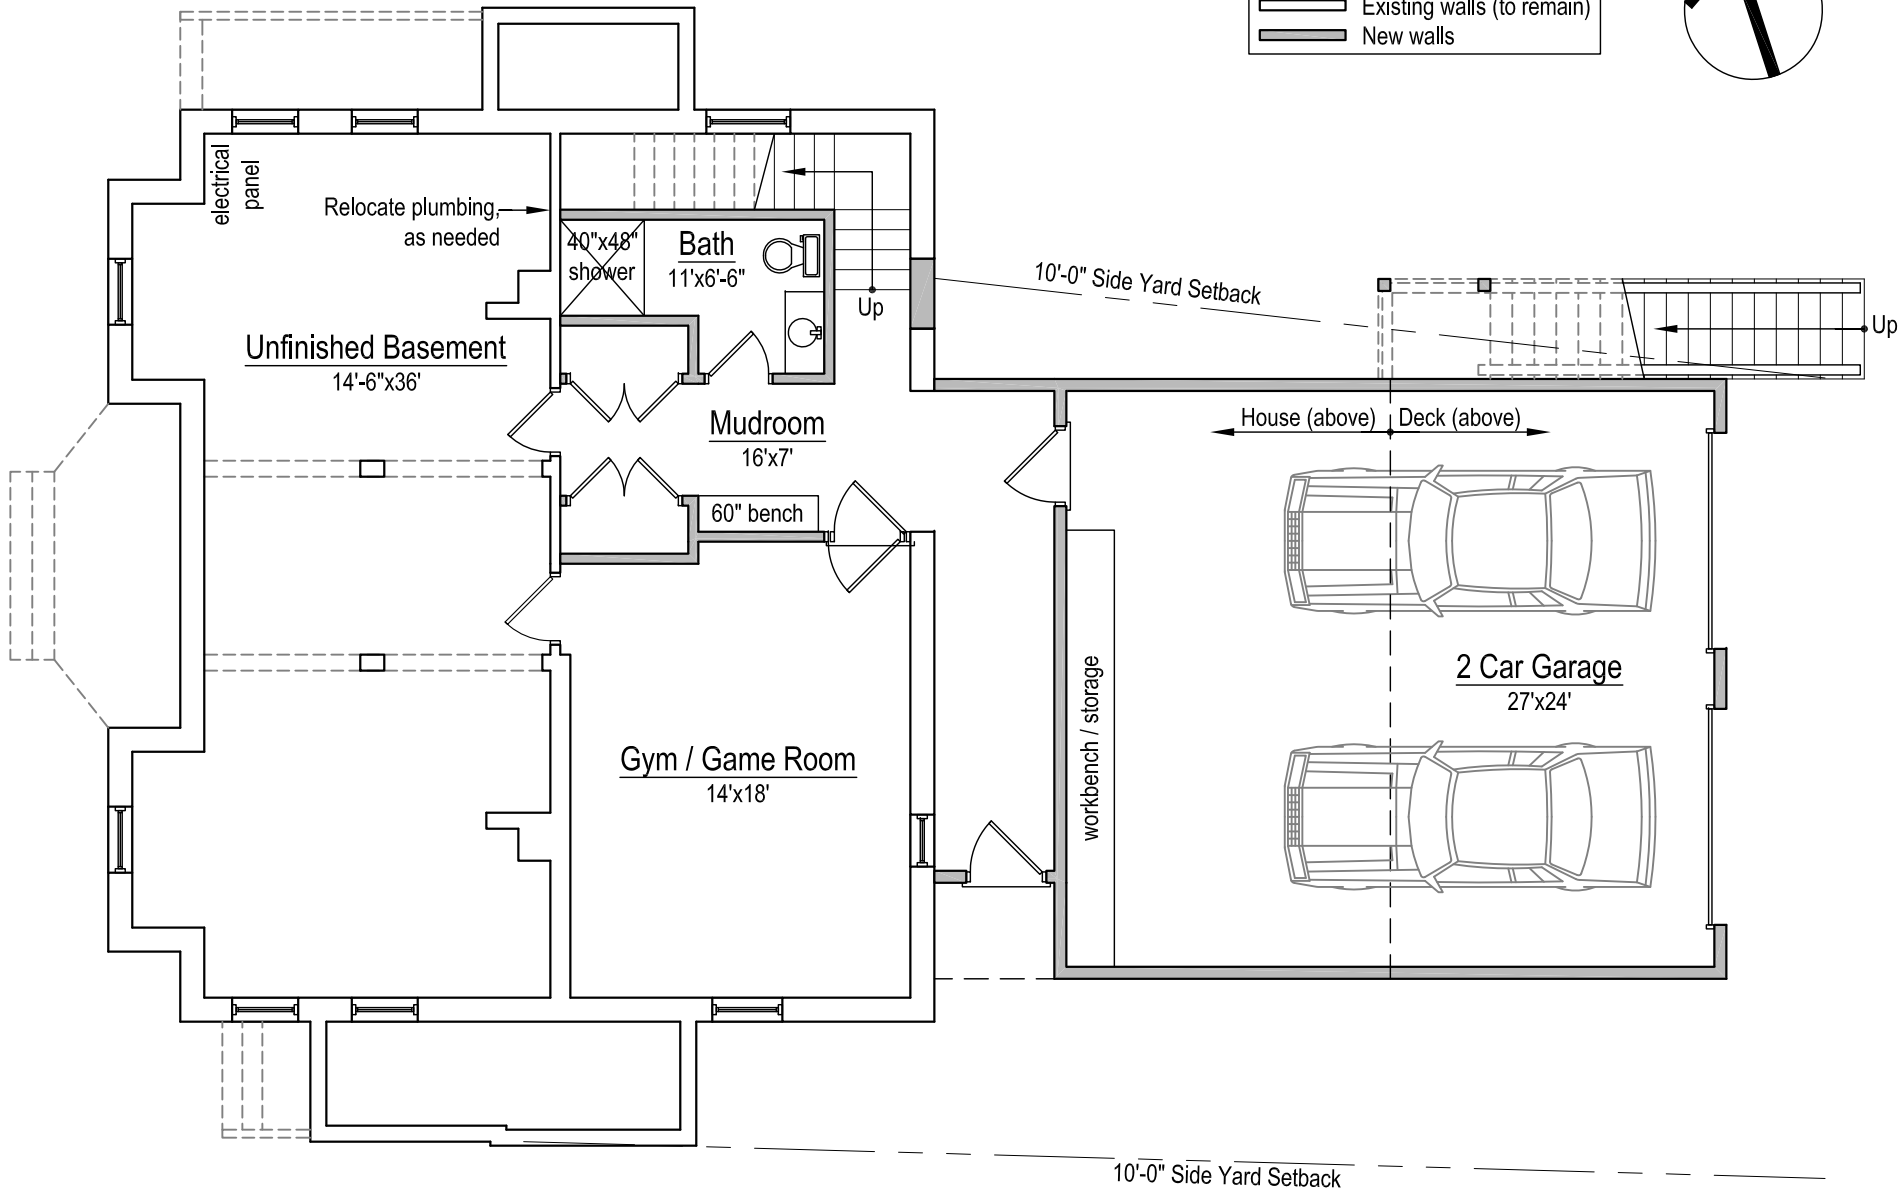 Existing walls (to remain)
New walls
electrical
panel
Relocate plumbing,
as needed
40"x48"
shower
Bath
11'x6'-6"
Up
10'-0" Side Yard Setback
Up
Unfinished Basement
14'-6"x36'
Mudroom
16'x7'
House (above)
Deck (above)
60" bench
workbench / storage
2 Car Garage
27'x24'
Gym / Game Room
14'x18'
10'-0" Side Yard Setback